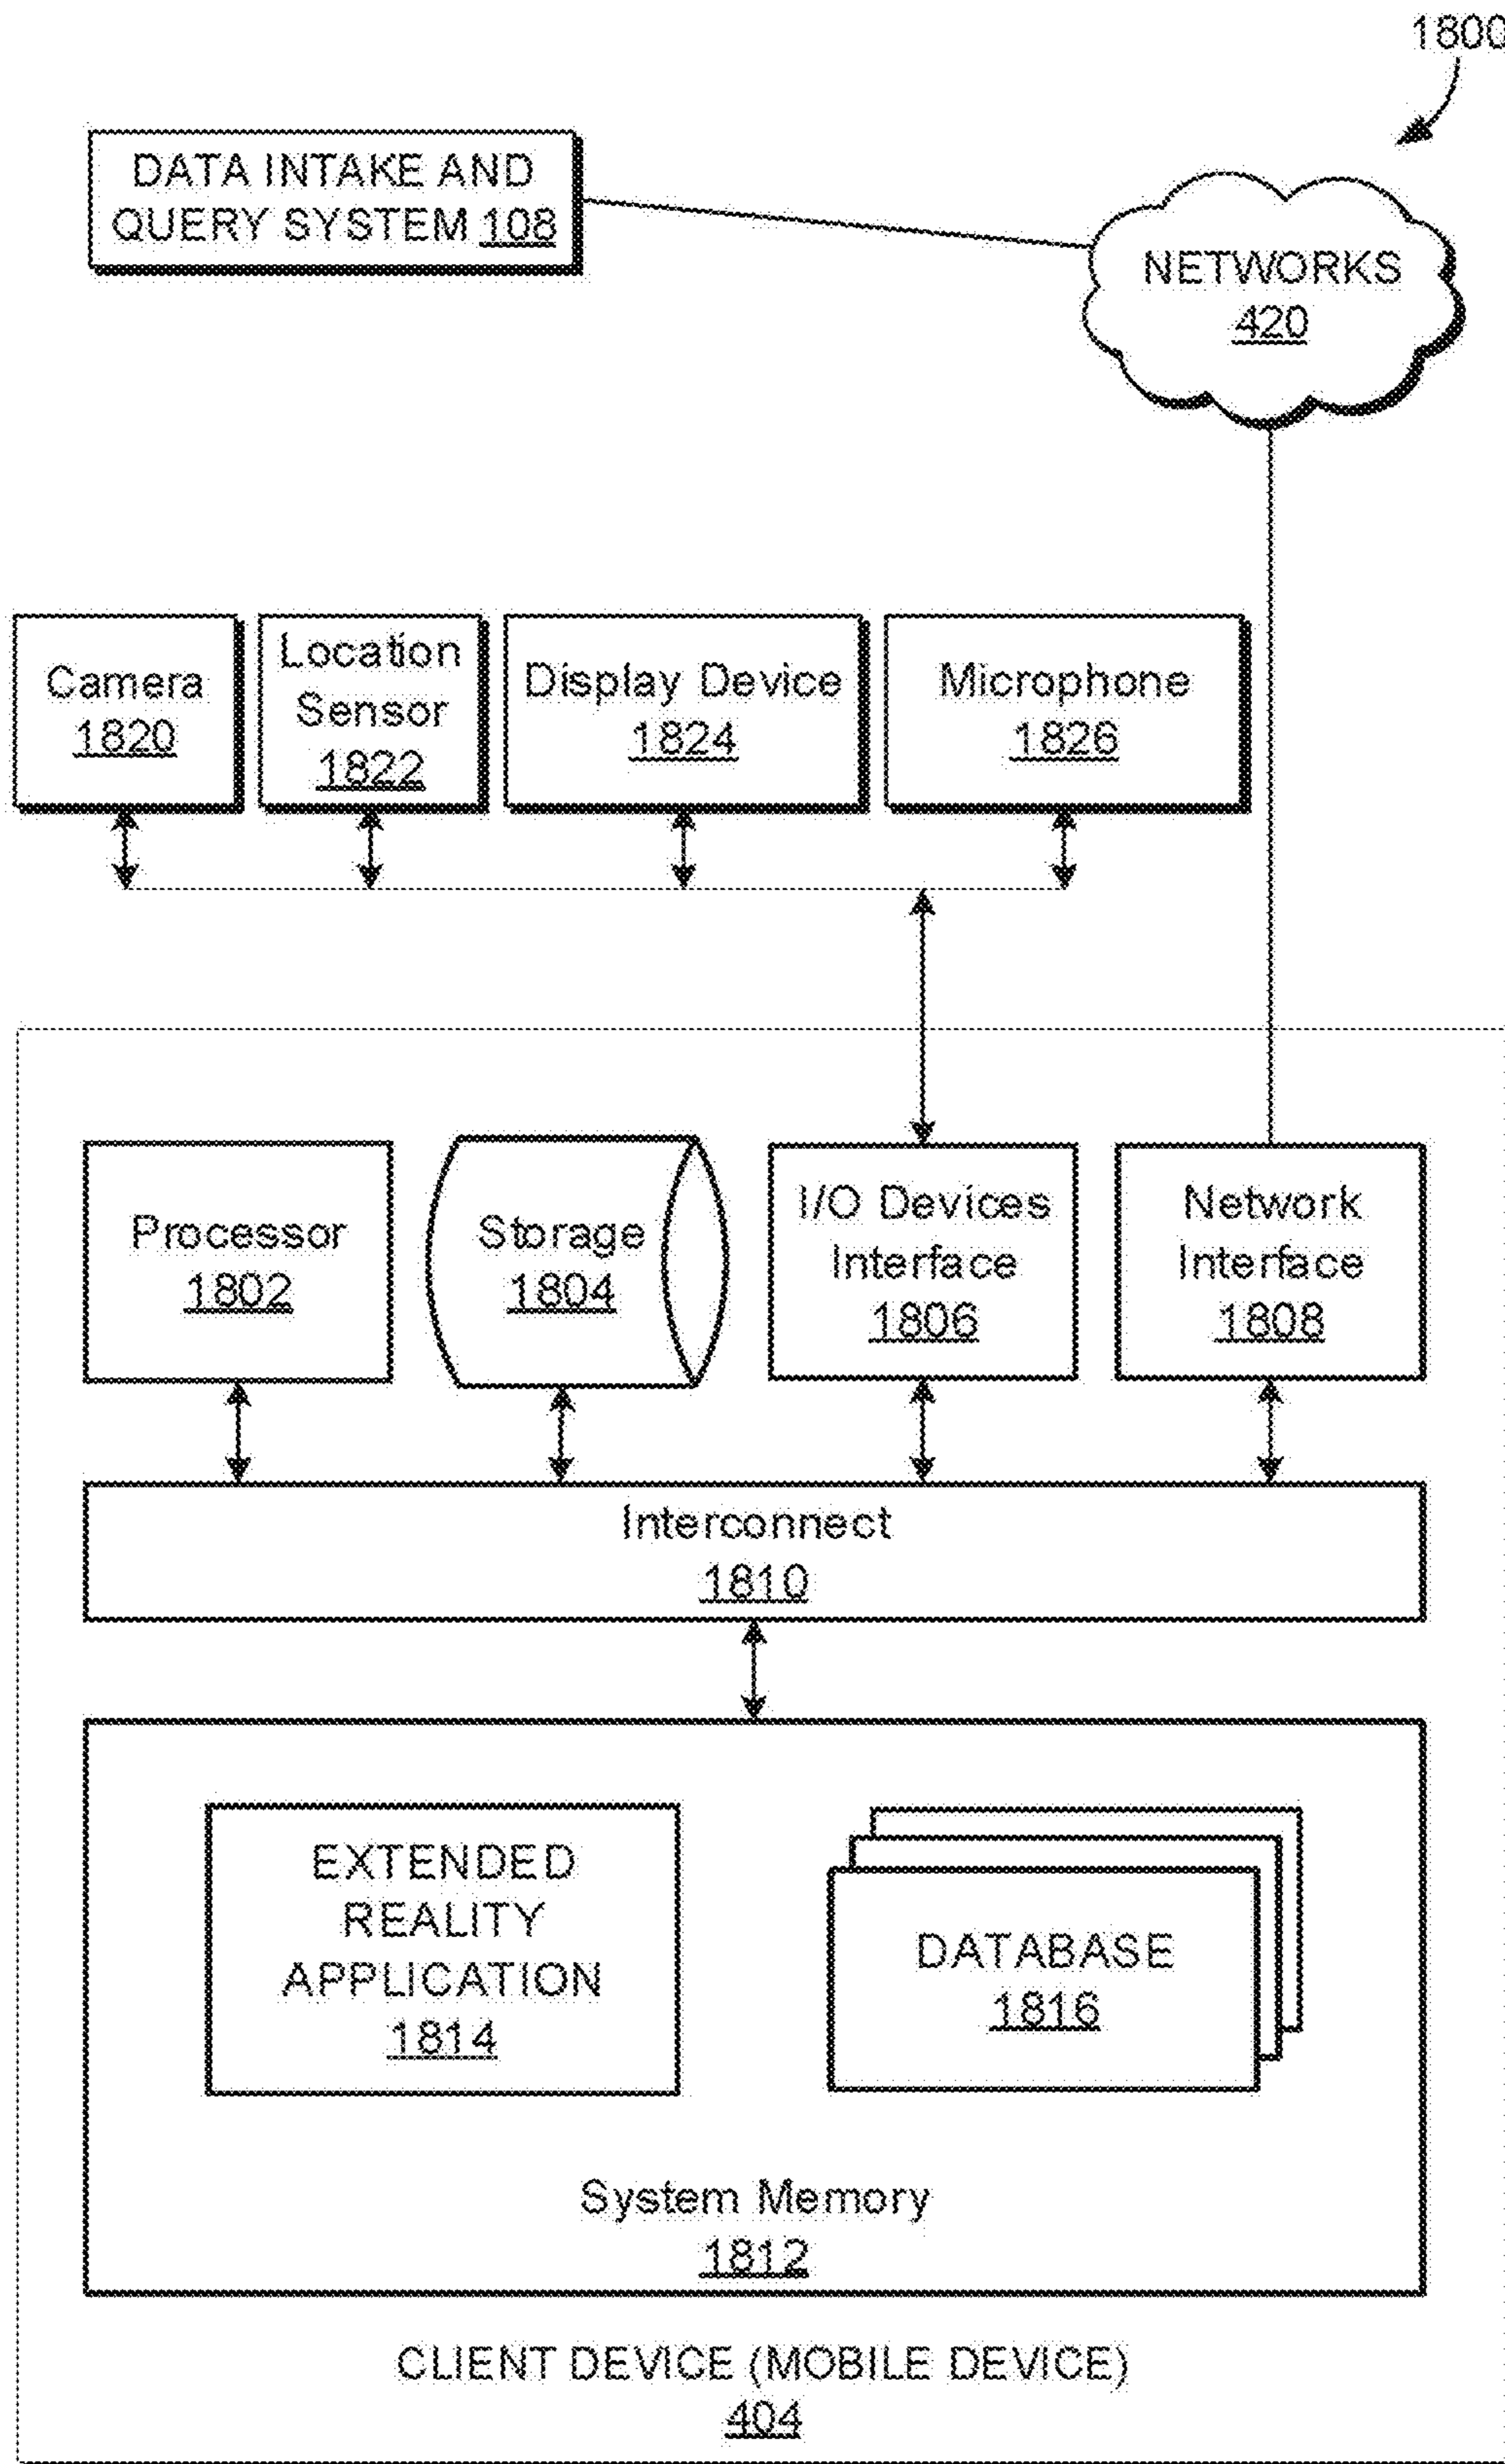 1800
DATA INTAKE AND
QUERY SYSTEM 108
NETWORKS
420
Camera
1820
Location
Sensor
1822
Display Device
1824
Microphone
1826
Processor
1802
Storage
1804
I/O Devices
Interface
1806
Network
Interface
1808
Interconnect
1810
EXTENDED
REALITY
APPLICATION
1814
DATABASE
1816
System Memory
1812
CLIENT DEVICE (MOBILE DEVICE)
404